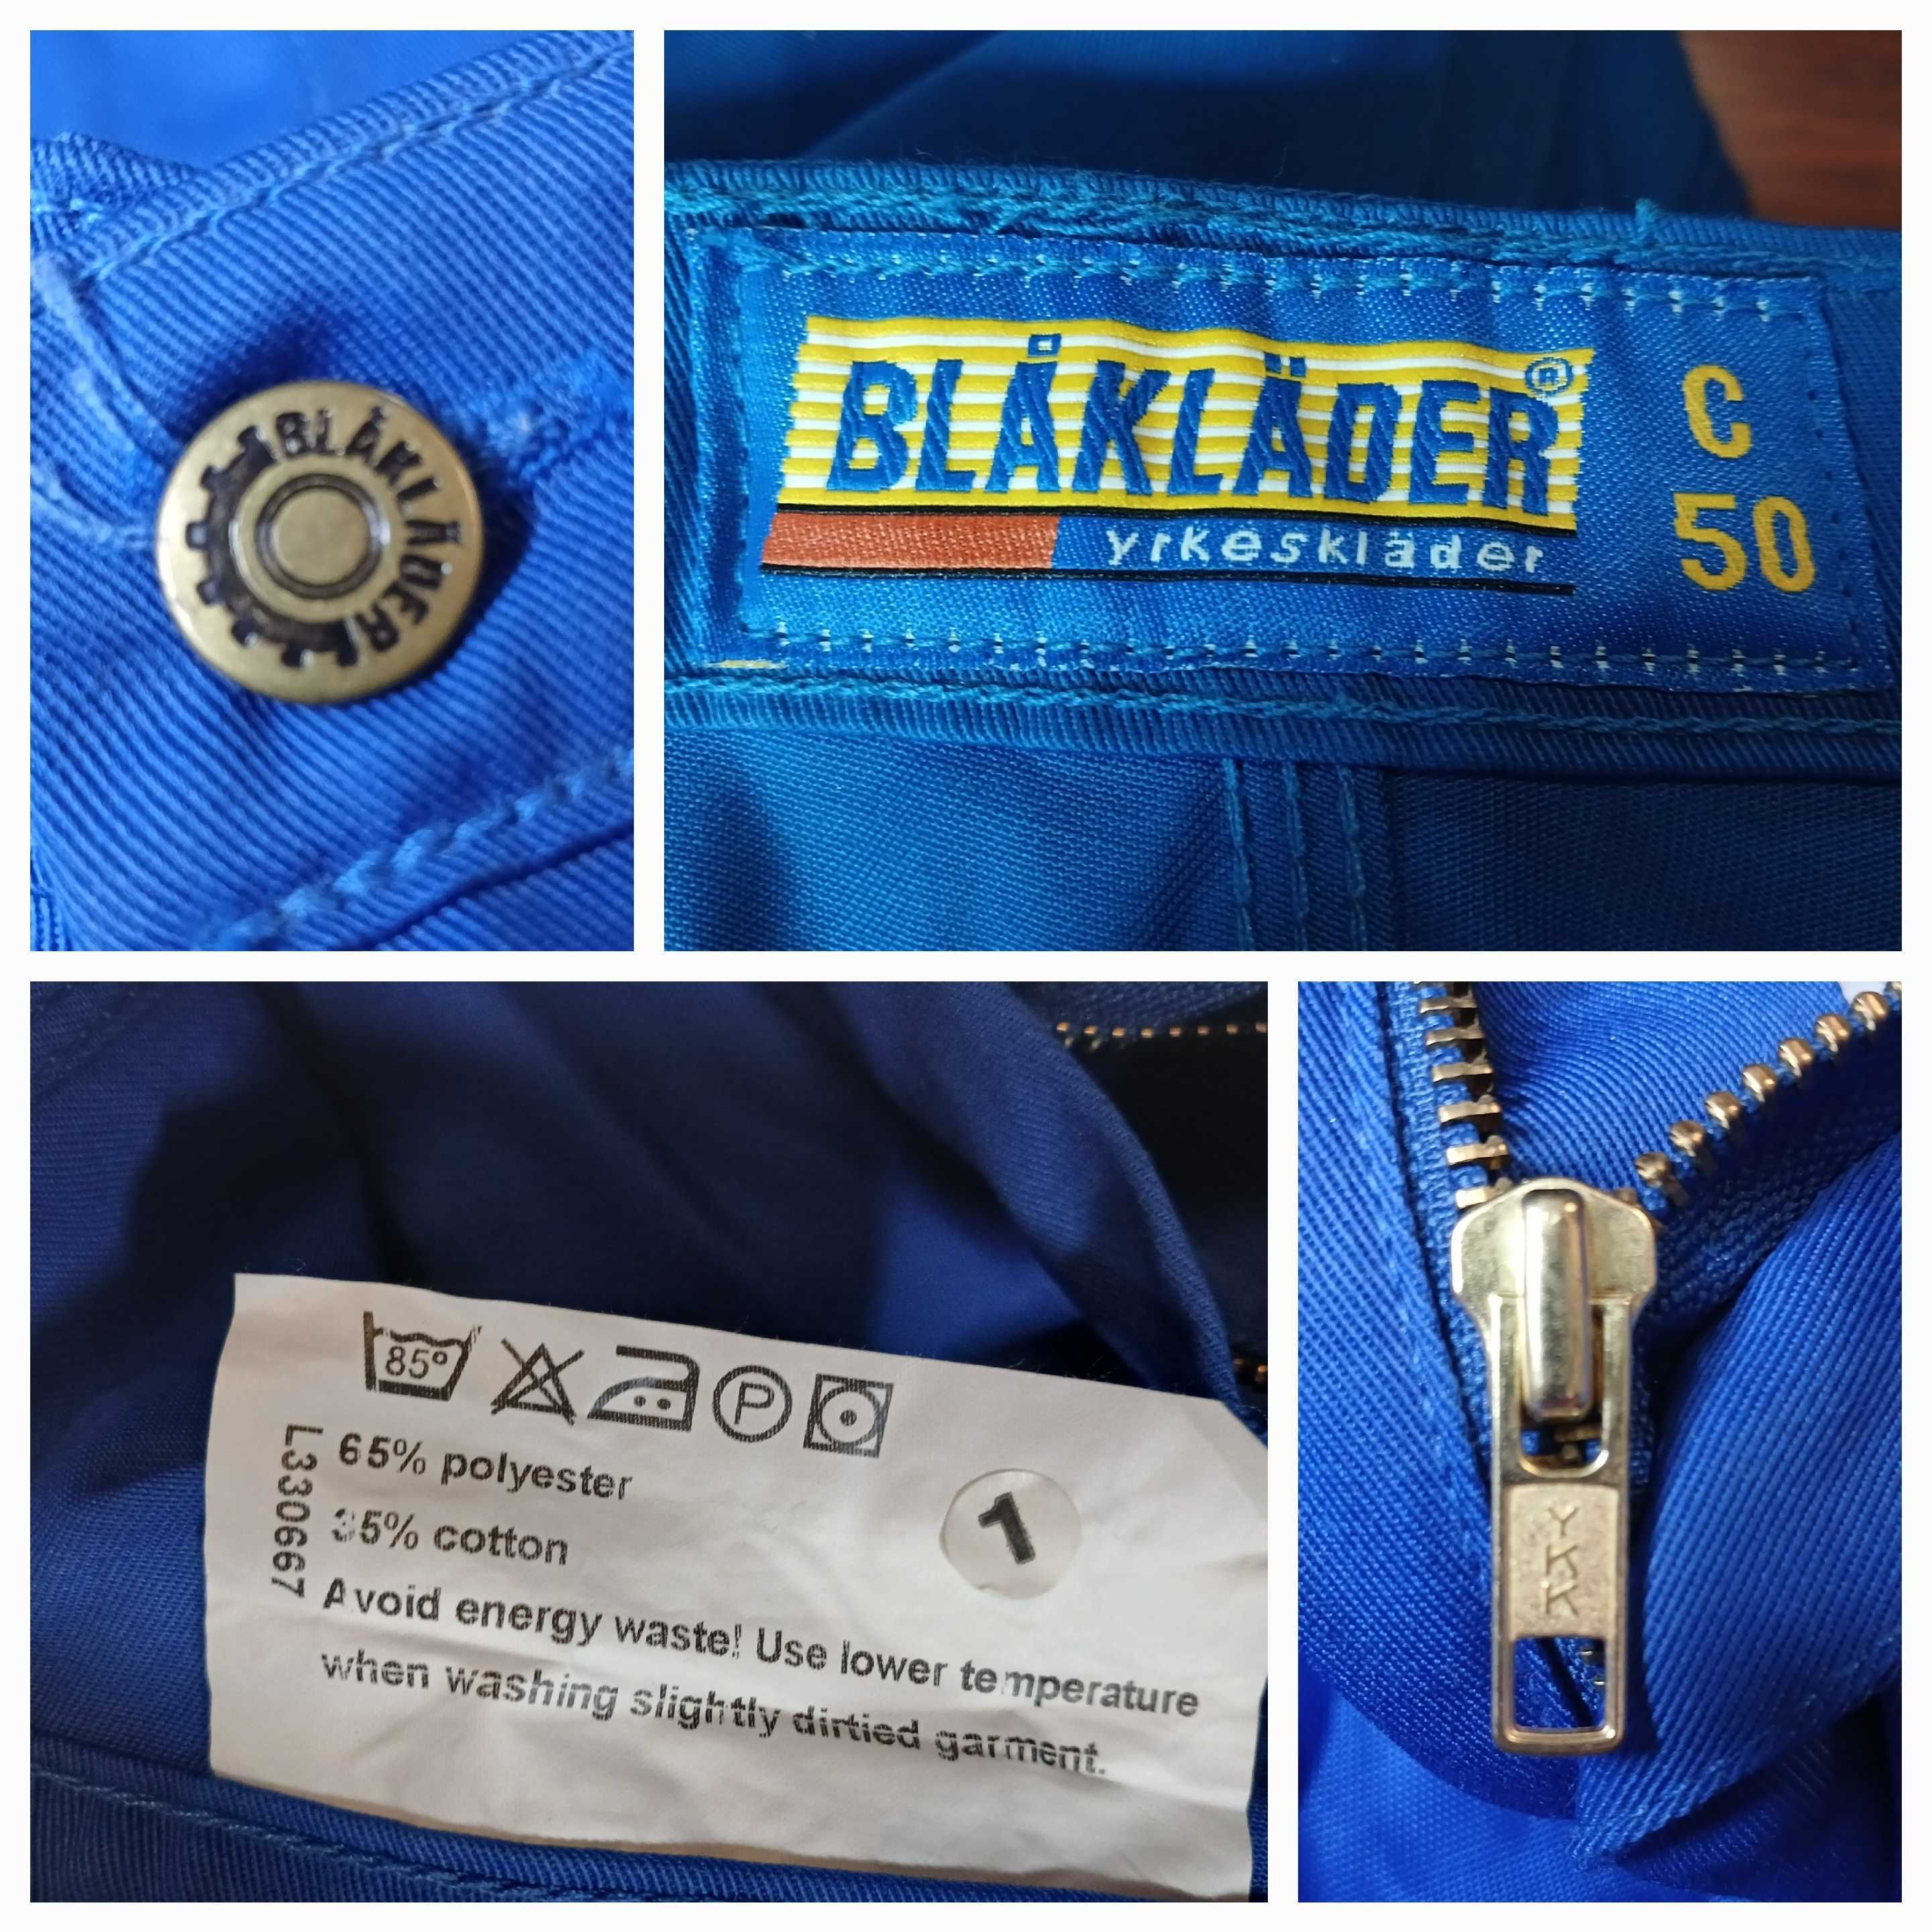 BLÅKLÄDER
BLÅKLÄDER®
yrkeskläder
C
50
85°
P
65% polyester
35% cotton
1
L330667
Avoid energy waste! Use lower temperature
when washing slightly dirtied garment.
YKK